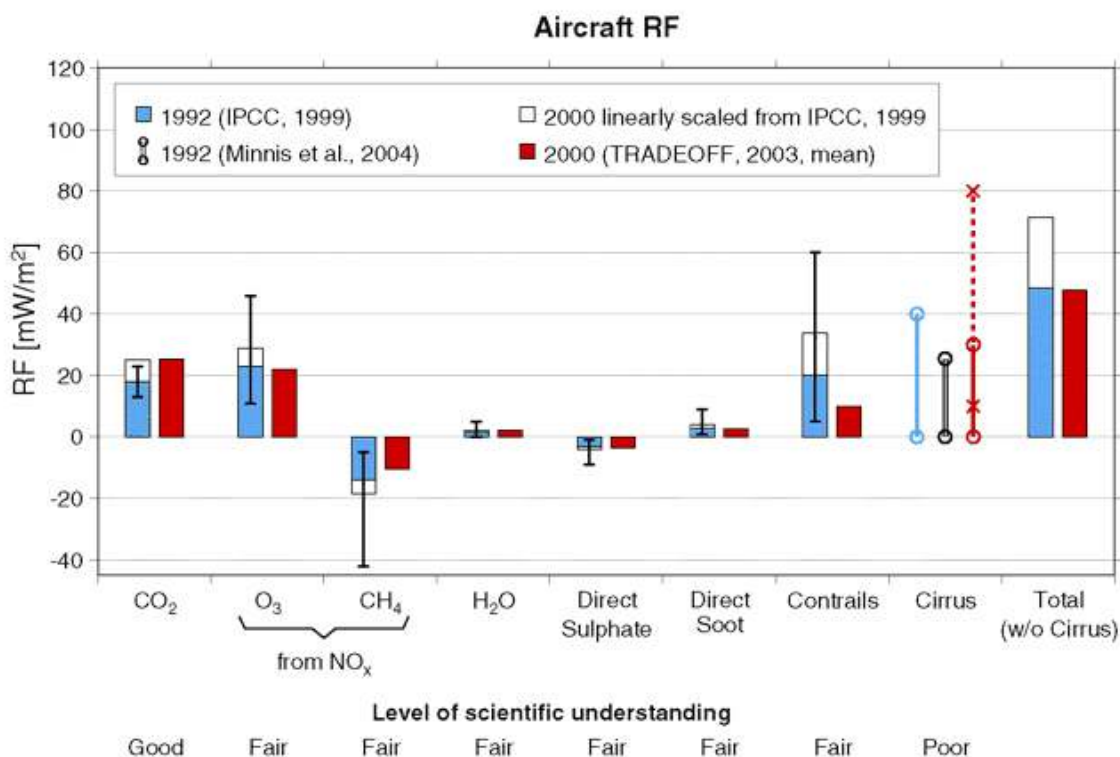 Aircraft RF
120
100
80
60
40
20
0
-20
-40
RF [mW/m²]
1992 (IPCC, 1999)
1992 (Minnis et al., 2004)
2000 linearly scaled from IPCC, 1999
2000 (TRADEOFF, 2003, mean)
CO₂ O₃ CH₄ H₂O Direct Direct Contrails Cirrus Total
Sulphate Soot (w/o Cirrus)
from NOₓ
Level of scientific understanding
Good Fair Fair Fair Fair Fair Fair Poor